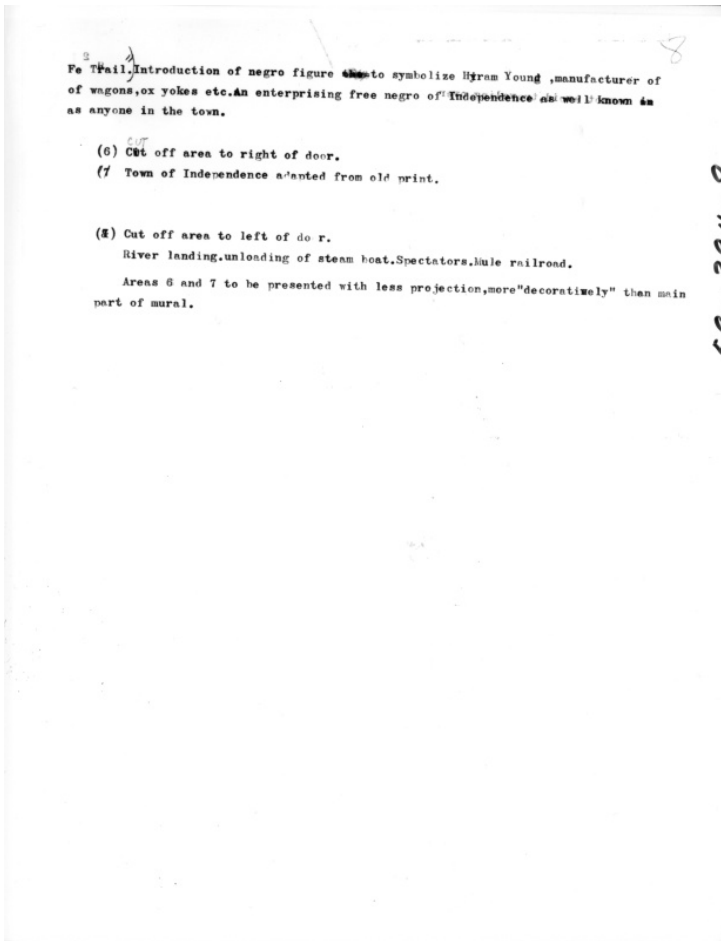 8
Fe Trail.)Introduction of negro figure to symbolize Hiram Young ,manufacturer of
of wagons,ox yokes etc.An enterprising free negro of Independence as well known
as anyone in the town.
CUT
(6) Cut off area to right of door.
(7 Town of Independence adanted from old print.
( ) Cut off area to left of do r.
River landing.unloading of steam boat.Spectators.Mule railroad.
Areas 6 and 7 to be presented with less projection,more"decoratively" than main
part of mural.